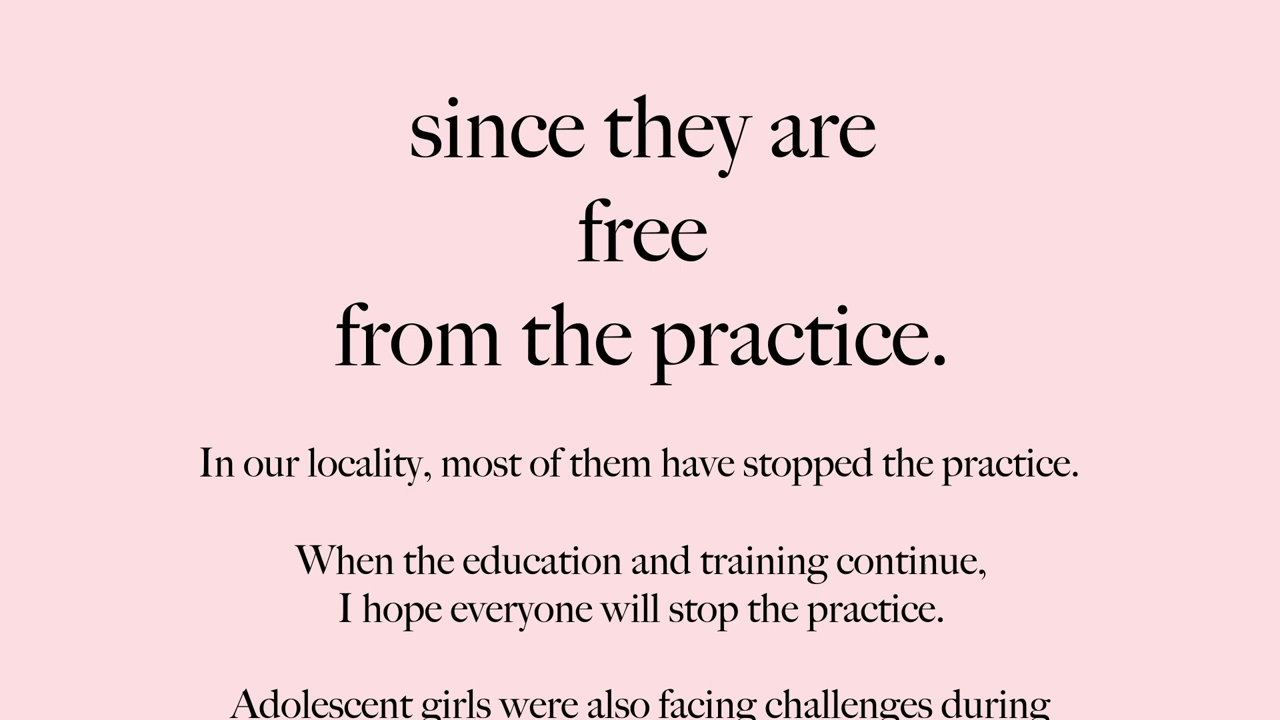 since they are
free
from the practice.
In our locality, most of them have stopped the practice.
When the education and training continue,
I hope everyone will stop the practice.
Adolescent girls were also facing challenges during